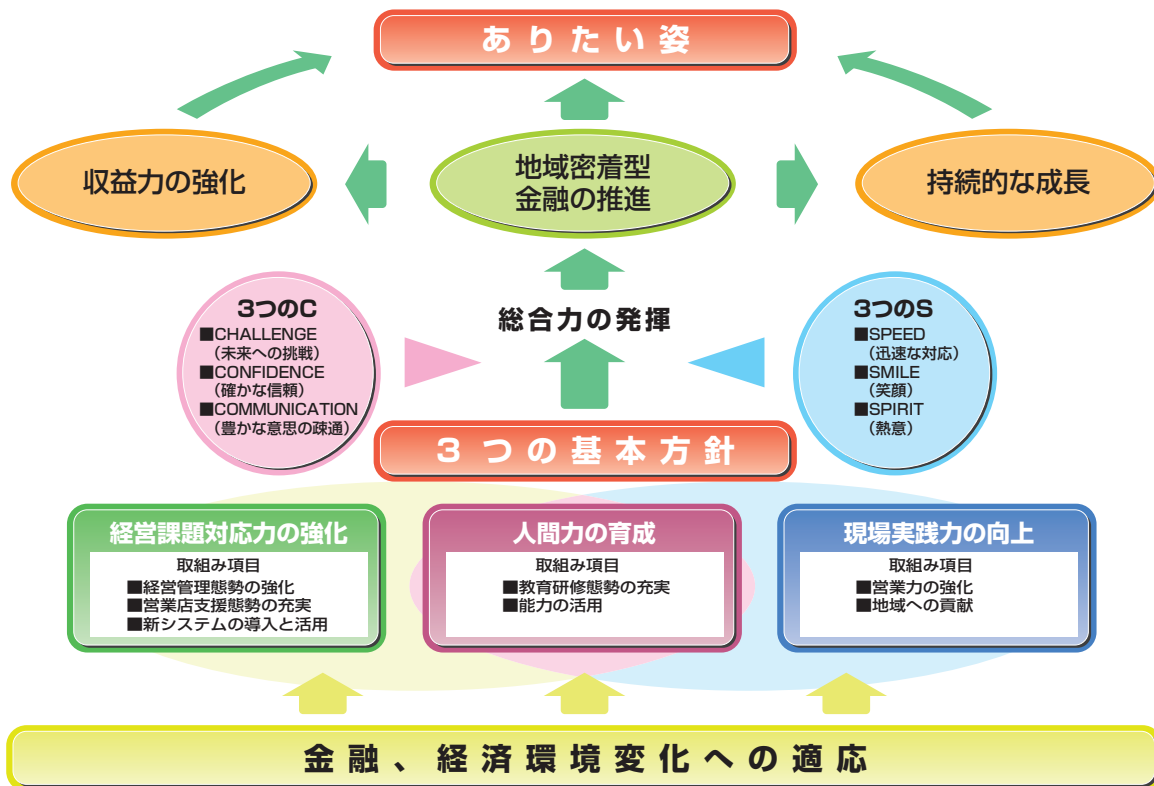 ありたい姿
収益力の強化
地域密着型
金融の推進
持続的な成長
3つのC
■CHALLENGE
(未来への挑戦)
■CONFIDENCE
(確かな信頼)
■COMMUNICATION
(豊かな意思の疎通)
総合力の発揮
3つのS
■SPEED
(迅速な対応)
■SMILE
(笑顔)
■SPIRIT
(熱意)
3つの基本方針
経営課題対応力の強化
取組み項目
■経営管理態勢の強化
■営業店支援態勢の充実
■新システムの導入と活用
人間力の育成
取組み項目
■教育研修態勢の充実
■能力の活用
現場実践力の向上
取組み項目
■営業力の強化
■地域への貢献
金融、経済環境変化への適応